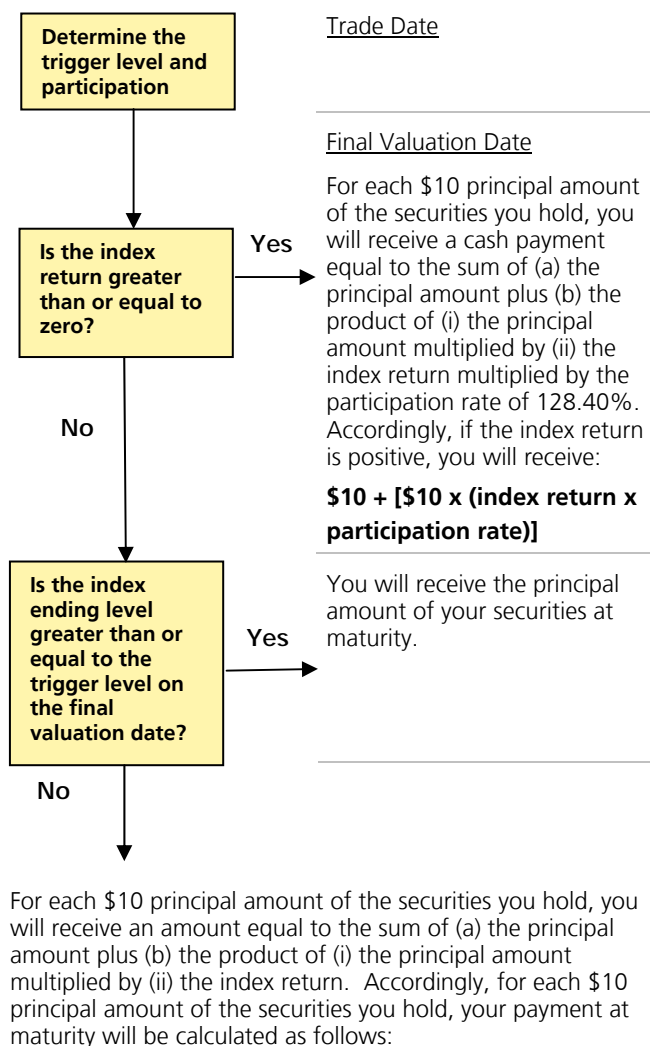 Determine the
trigger level and
participation
Trade Date
Final Valuation Date
Is the index
return greater
than or equal to
zero?
Yes
For each $10 principal amount
of the securities you hold, you
will receive a cash payment
equal to the sum of (a) the
principal amount plus (b) the
product of (i) the principal
amount multiplied by (ii) the
index return multiplied by the
participation rate of 128.40%.
Accordingly, if the index return
is positive, you will receive:
$10 + [$10 x (index return x
participation rate)]
No
Is the index
ending level
greater than or
equal to the
trigger level on
the final
valuation date?
Yes
You will receive the principal
amount of your securities at
maturity.
No
For each $10 principal amount of the securities you hold, you
will receive an amount equal to the sum of (a) the principal
amount plus (b) the product of (i) the principal amount
multiplied by (ii) the index return. Accordingly, for each $10
principal amount of the securities you hold, your payment at
maturity will be calculated as follows: